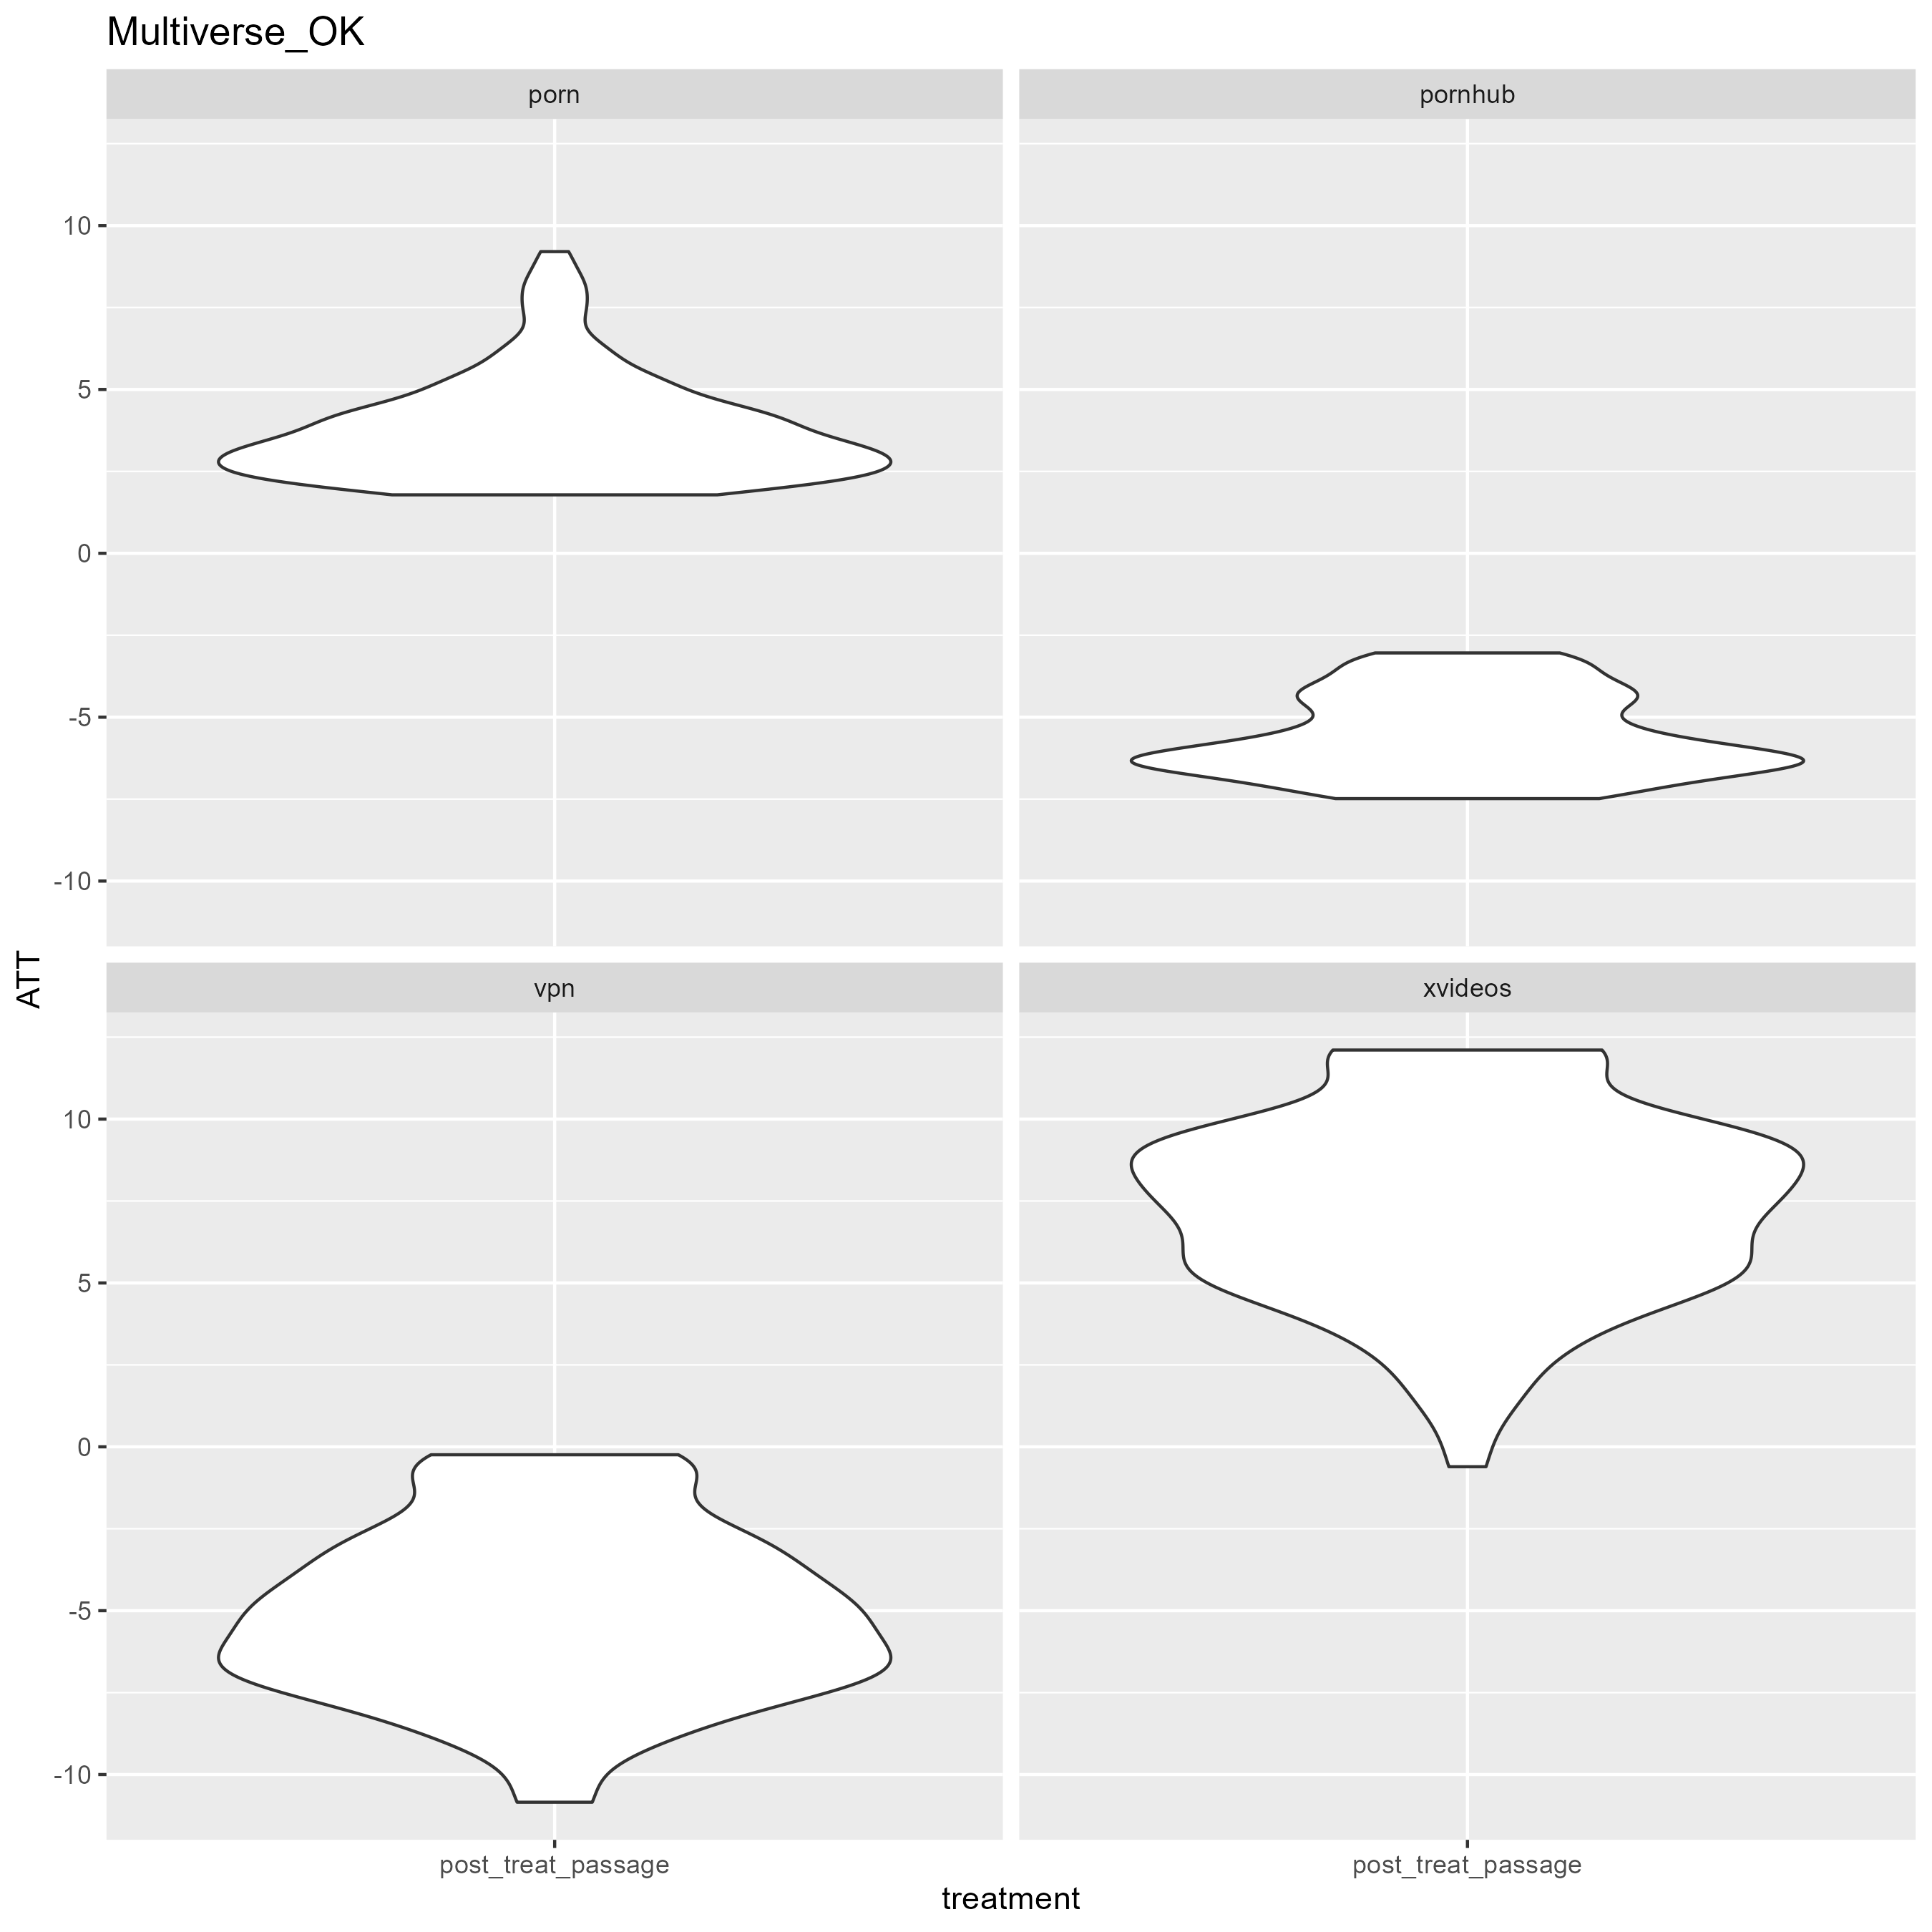 Multiverse_OK
porn
pornhub
10
5
0
-5
-10
ATT
vpn
xvideos
10
5
0
-5
-10
post_treat_passage
post_treat_passage
treatment